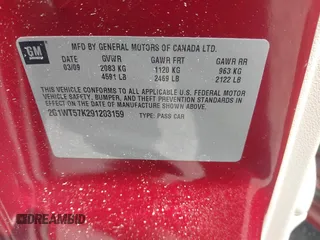 GM
MFD BY GENERAL MOTORS OF CANADA LTD.
DATE GVWR GAWR FRT GAWR RR
03/09 2083 KG 1120 KG 963 KG
4591 LB 2469 LB 2122 LB
THIS VEHICLE CONFORMS TO ALL APPLICABLE U.S. FEDERAL MOTOR
VEHICLE SAFETY, BUMPER, AND THEFT PREVENTION STANDARDS IN
EFFECT ON THE DATE OF MANUFACTURE SHOWN ABOVE.
2G1WT57K291203159 TYPE: PASS CAR
DREAMBID